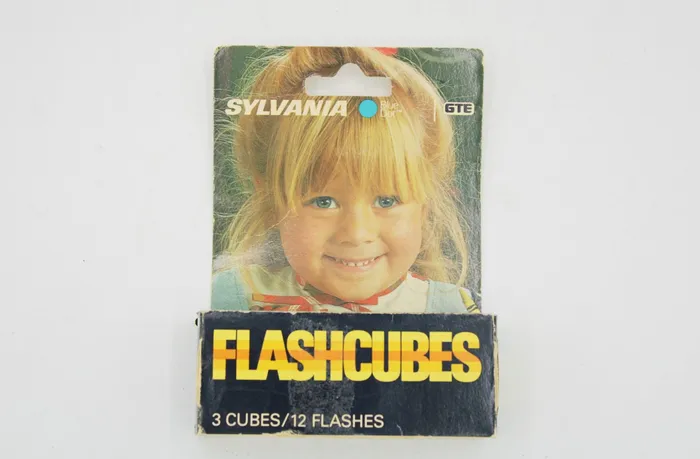 SYLVANIA Blue Dot GTE
FLASHCUBES
3 CUBES/12 FLASHES